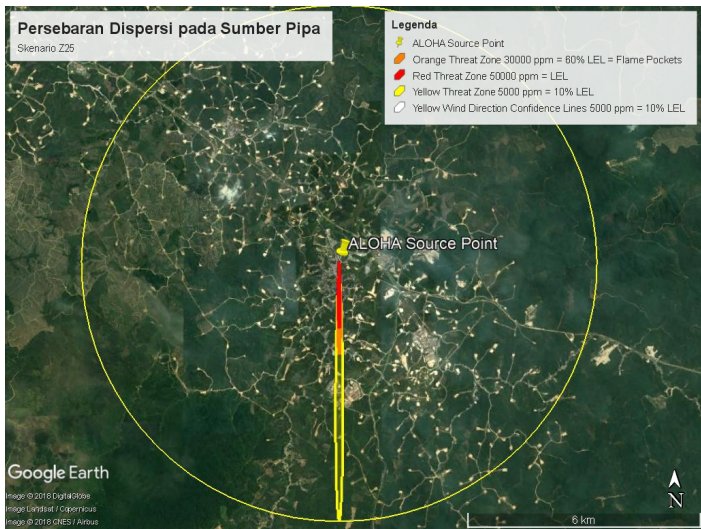 Persebaran Dispersi pada Sumber Pipa
Skenario Z25
Legenda
ALOHA Source Point
Orange Threat Zone 30000 ppm = 60% LEL = Flame Pockets
Red Threat Zone 50000 ppm = LEL
Yellow Threat Zone 5000 ppm = 10% LEL
Yellow Wind Direction Confidence Lines 5000 ppm = 10% LEL
ALOHA Source Point
Google Earth
Image © 2018 DigitalGlobe
Image Landsat / Copernicus
Image © 2018 CNES / Airbus
N
6 km